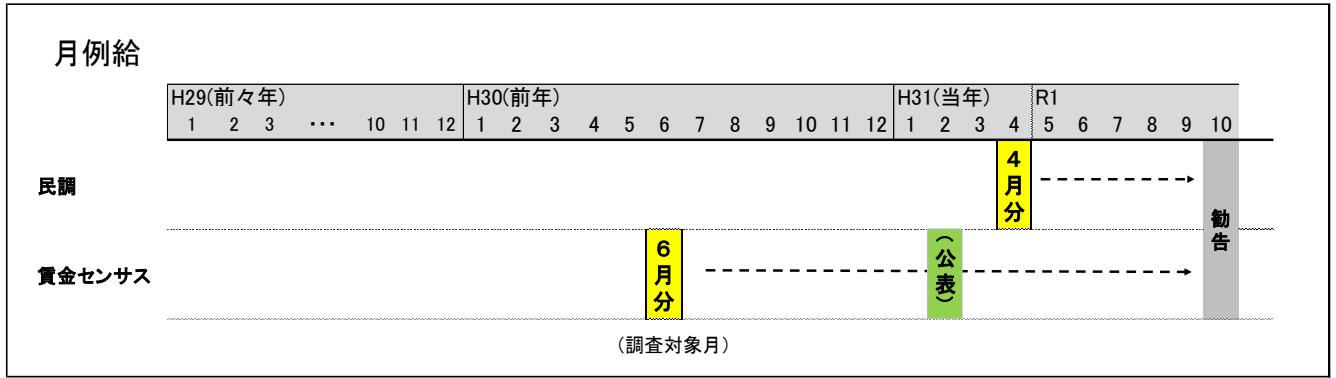 月例給
H29(前々年) H30(前年) H31(当年) R1
1 2 3 ・・・ 10 11 12 1 2 3 4 5 6 7 8 9 10 11 12 1 2 3 4 5 6 7 8 9 10
民調 4月分
勧告
賃金センサス 6月分 (公表)
(調査対象月)